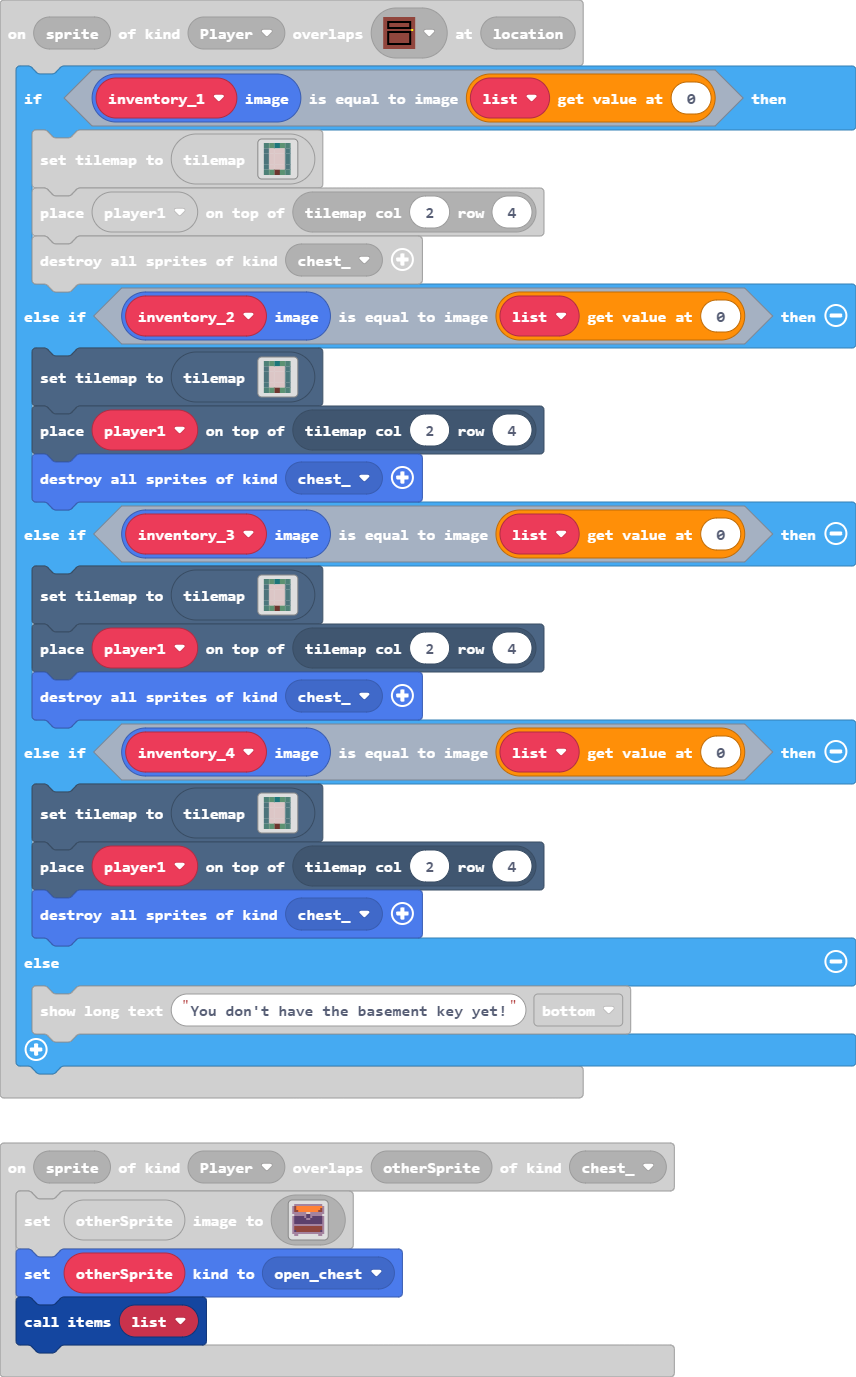 on sprite of kind Player overlaps at location
if inventory_1 image is equal to image list get value at 0 then
set tilemap to tilemap
place player1 on top of tilemap col 2 row 4
destroy all sprites of kind chest_
else if inventory_2 image is equal to image list get value at 0 then
set tilemap to tilemap
place player1 on top of tilemap col 2 row 4
destroy all sprites of kind chest_
else if inventory_3 image is equal to image list get value at 0 then
set tilemap to tilemap
place player1 on top of tilemap col 2 row 4
destroy all sprites of kind chest_
else if inventory_4 image is equal to image list get value at 0 then
set tilemap to tilemap
place player1 on top of tilemap col 2 row 4
destroy all sprites of kind chest_
else
show long text "You don't have the basement key yet!" bottom
on sprite of kind Player overlaps otherSprite of kind chest_
set otherSprite image to
set otherSprite kind to open_chest
call items list